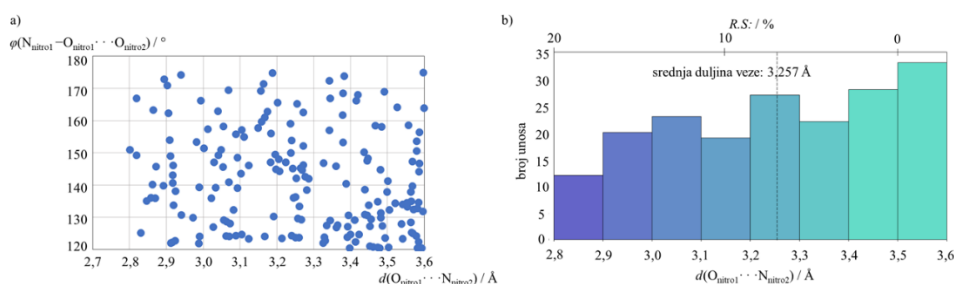 a)
φ(Nnitro1−Onitro1· · ·Onitro2) / °
180
170
160
150
140
130
120
2,7 2,8 2,9 3,0 3,1 3,2 3,3 3,4 3,5 3,6
d(Onitro1· · ·Nnitro2) / Å
b)
R.S: / %
20 10 0
35
30
25
20
15
10
5
0
broj unosa
srednja duljina veze: 3,257 Å
2,8 2,9 3,0 3,1 3,2 3,3 3,4 3,5 3,6
d(Onitro1· · ·Nnitro2) / Å